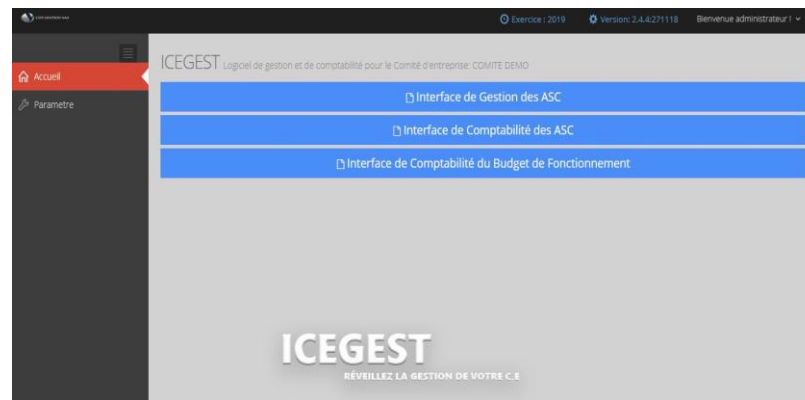 Exercice : 2019
Version: 2.4.4:271118
Bienvenue administrateur !
Accueil
Parametre
ICEGEST Logiciel de gestion et de comptabilité pour le Comité d'entreprise: COMITE DEMO
Interface de Gestion des ASC
Interface de Comptabilité des ASC
Interface de Comptabilité du Budget de Fonctionnement
ICEGEST
RÉVEILLEZ LA GESTION DE VOTRE C.E